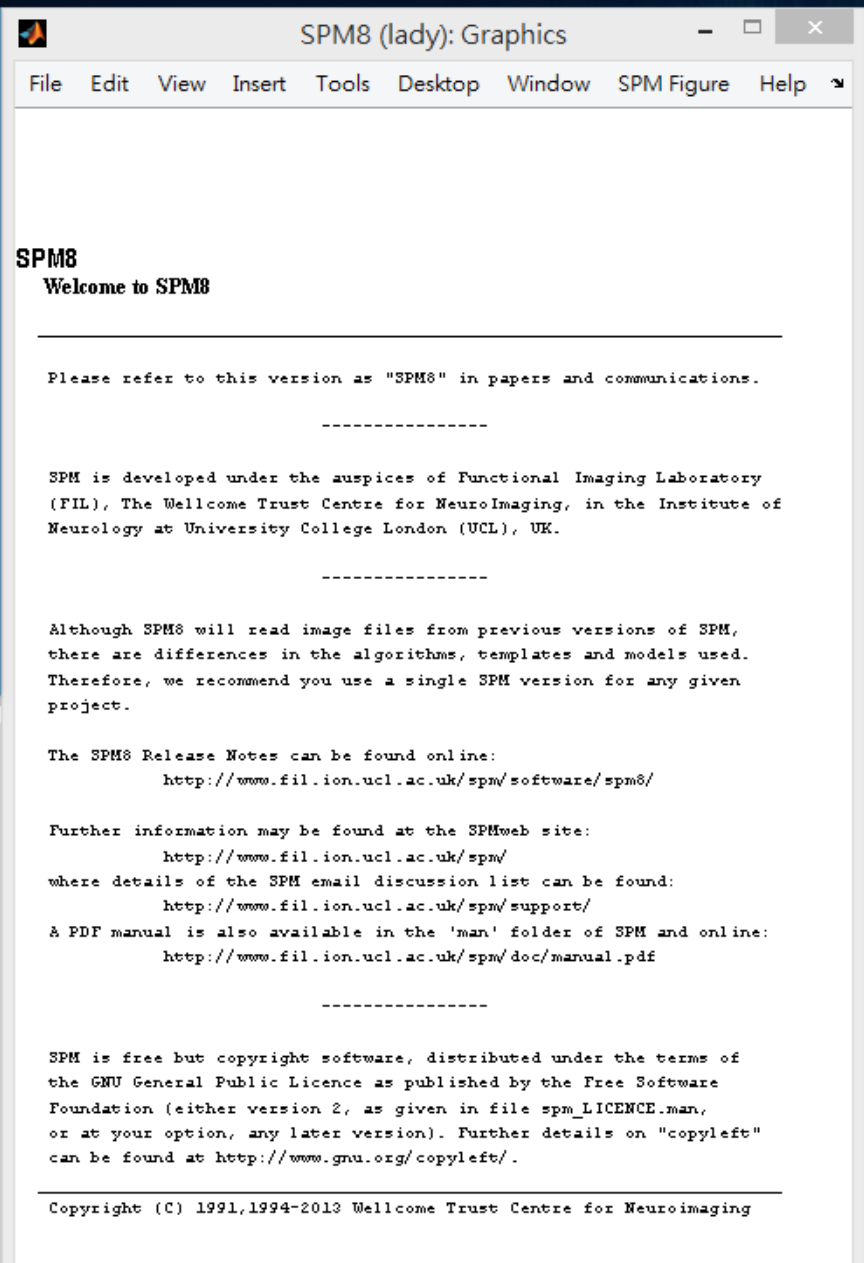 SPM8 (lady): Graphics
File Edit View Insert Tools Desktop Window SPM Figure Help
SPM8
Welcome to SPM8
Please refer to this version as "SPM8" in papers and communications.
----------------
SPM is developed under the auspices of Functional Imaging Laboratory
(FIL), The Wellcome Trust Centre for NeuroImaging, in the Institute of
Neurology at University College London (UCL), UK.
----------------
Although SPM8 will read image files from previous versions of SPM,
there are differences in the algorithms, templates and models used.
Therefore, we recommend you use a single SPM version for any given
project.
The SPM8 Release Notes can be found online:
http://www.fil.ion.ucl.ac.uk/spm/software/spm8/
Further information may be found at the SPMweb site:
http://www.fil.ion.ucl.ac.uk/spm/
where details of the SPM email discussion list can be found:
http://www.fil.ion.ucl.ac.uk/spm/support/
A PDF manual is also available in the 'man' folder of SPM and online:
http://www.fil.ion.ucl.ac.uk/spm/doc/manual.pdf
----------------
SPM is free but copyright software, distributed under the terms of
the GNU General Public Licence as published by the Free Software
Foundation (either version 2, as given in file spm_LICENCE.man,
or at your option, any later version). Further details on "copyleft"
can be found at http://www.gnu.org/copyleft/.
Copyright (C) 1991,1994-2013 Wellcome Trust Centre for Neuroimaging